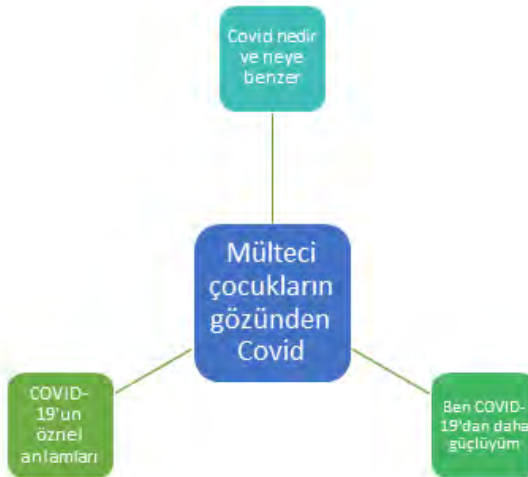 Covid nedir
ve neye
benzer
Mülteci
çocukların
gözünden
Covid
COVID-
19'un
öznel
anlamları
Ben COVID-
19'dan daha
güçlüyüm